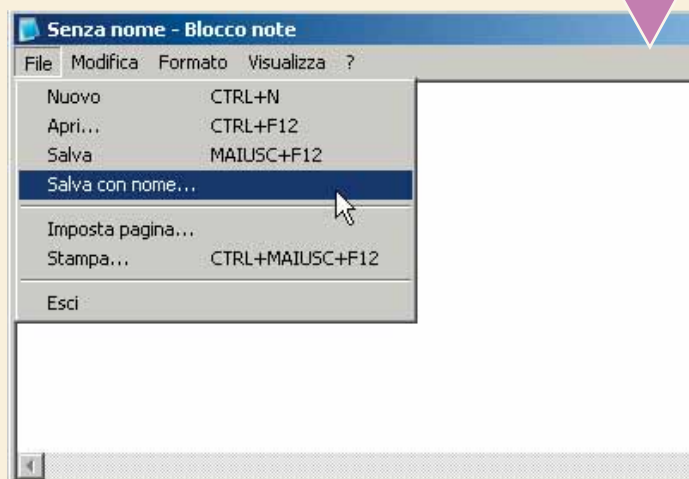 Senza nome - Blocco note
File Modifica Formato Visualizza ?
Nuovo CTRL+N
Apri... CTRL+F12
Salva MAIUSC+F12
Salva con nome...
Imposta pagina...
Stampa... CTRL+MAIUSC+F12
Esci